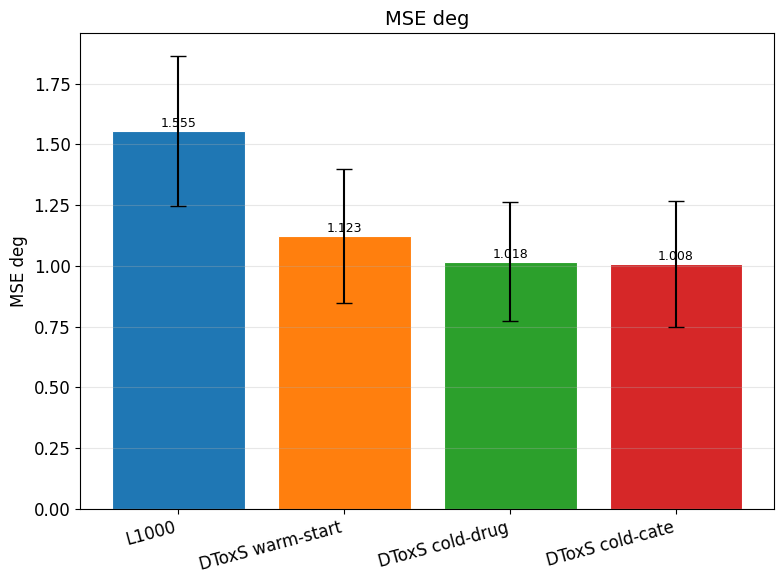 MSE deg
1.75
1.50
1.25
1.00
0.75
0.50
0.25
0.00
MSE deg
1.555
1.123
1.018
1.008
L1000
DToxS warm-start
DToxS cold-drug
DToxS cold-cate